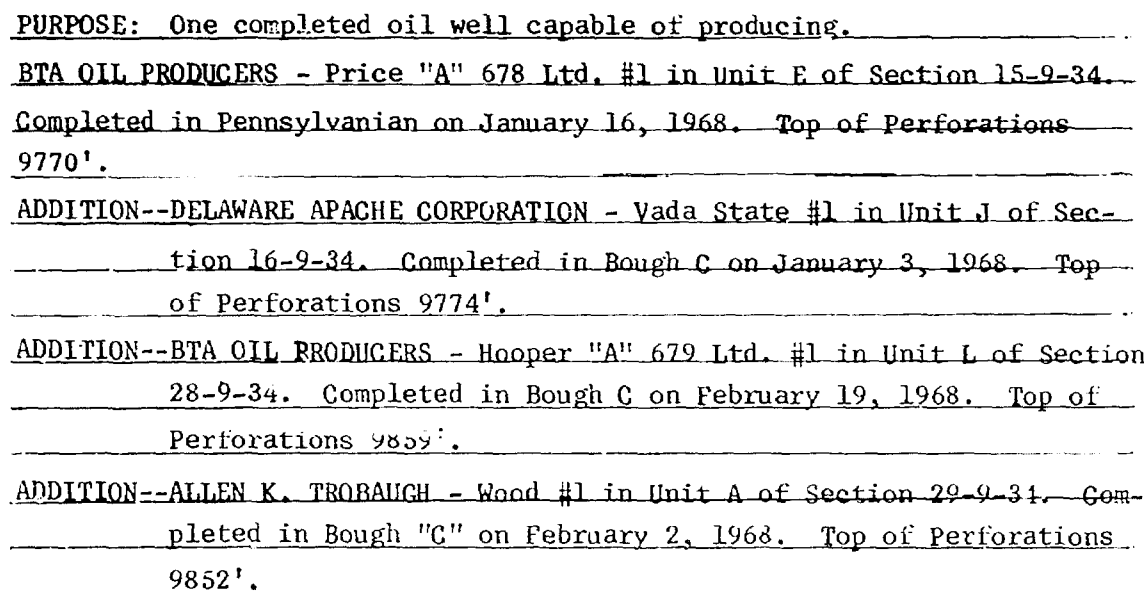 PURPOSE: One completed oil well capable of producing.
BTA OIL PRODUCERS - Price "A" 678 Ltd. #1 in Unit E of Section 15-9-34.
Completed in Pennsylvanian on January 16, 1968. Top of Perforations
9770'.
ADDITION--DELAWARE APACHE CORPORATION - Vada State #1 in Unit J of Sec-
tion 16-9-34. Completed in Bough C on January 3, 1968. Top
of Perforations 9774'.
ADDITION--BTA OIL PRODUCERS - Hooper "A" 679 Ltd. #1 in Unit L of Section
28-9-34. Completed in Bough C on February 19, 1968. Top of
Perforations 9859'.
ADDITION--ALLEN K. TROBAUGH - Wood #1 in Unit A of Section 29-9-34. Com-
pleted in Bough "C" on February 2, 1968. Top of Perforations
9852'.